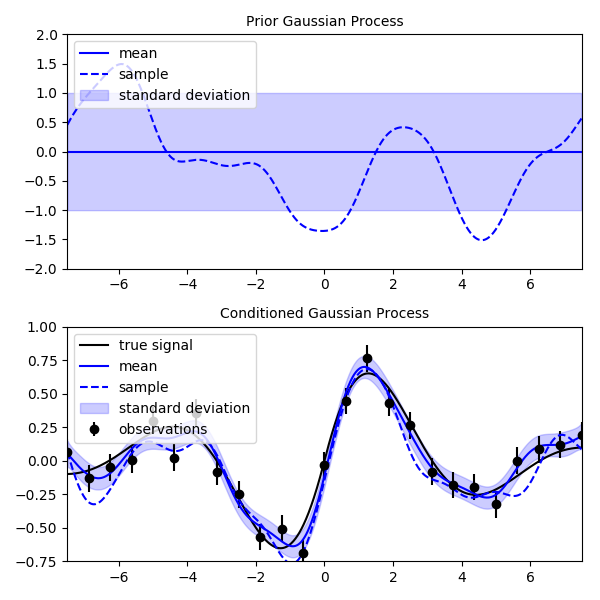 Prior Gaussian Process
2.0
1.5
1.0
0.5
0.0
−0.5
−1.0
−1.5
−2.0
mean
sample
standard deviation
−6 −4 −2 0 2 4 6
Conditioned Gaussian Process
1.00
0.75
0.50
0.25
0.00
−0.25
−0.50
−0.75
true signal
mean
sample
standard deviation
observations
−6 −4 −2 0 2 4 6